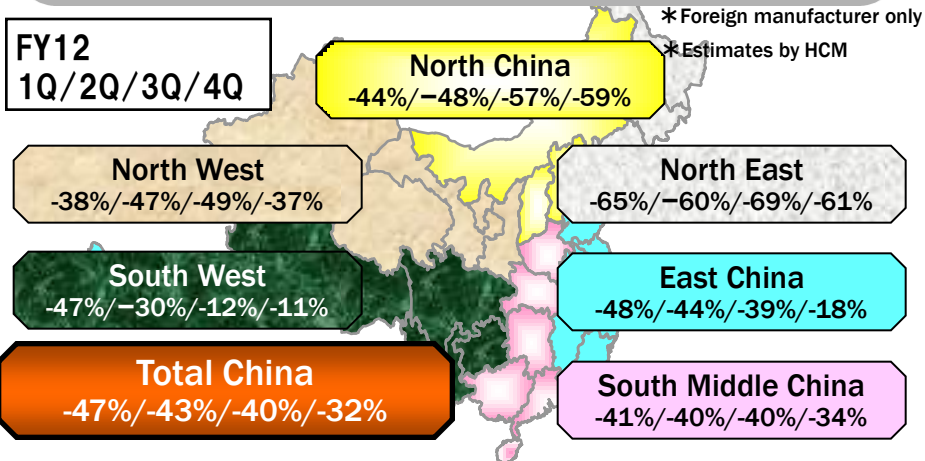 *Foreign manufacturer only
*Estimates by HCM
FY12
1Q/2Q/3Q/4Q
North China
-44%/−48%/-57%/-59%
North West
-38%/-47%/-49%/-37%
North East
-65%/−60%/-69%/-61%
South West
-47%/−30%/-12%/-11%
East China
-48%/-44%/-39%/-18%
Total China
-47%/-43%/-40%/-32%
South Middle China
-41%/-40%/-40%/-34%